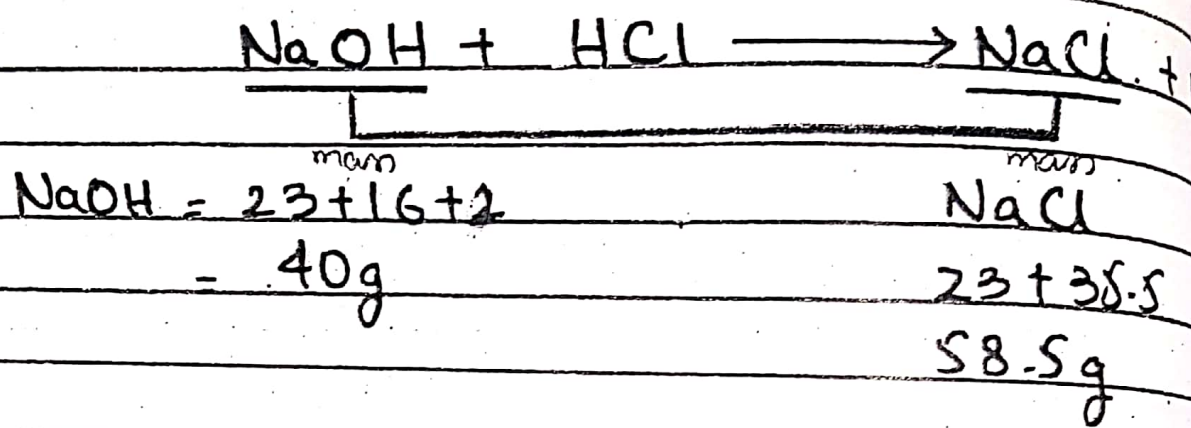 NaOH + HCl → NaCl. +
mass mass
NaOH = 23+16+2 NaCl
= 40g 23+35.5
58.5g